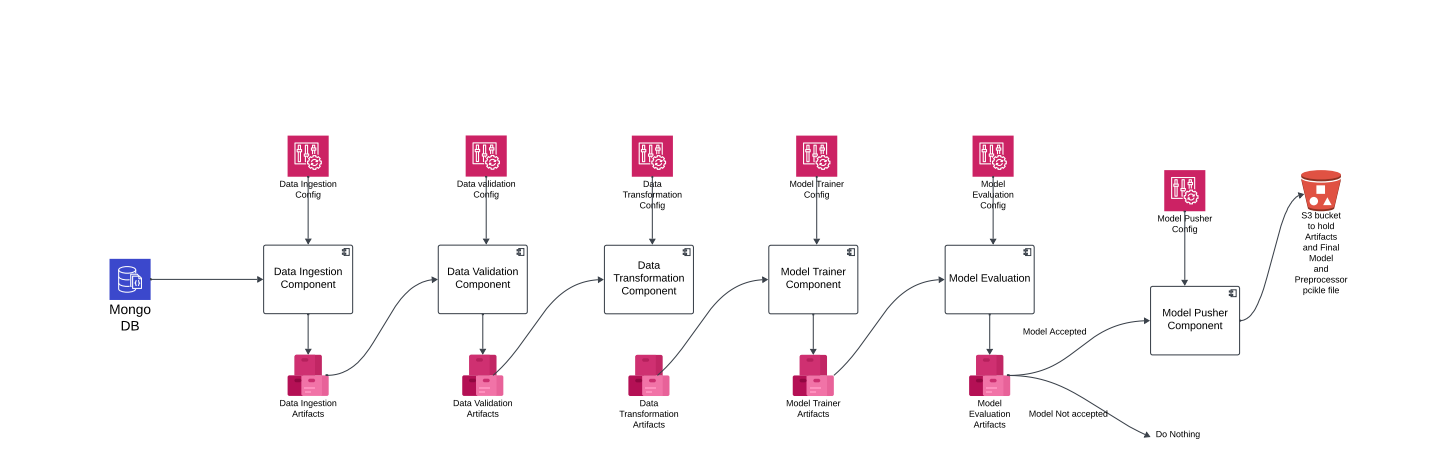 Data Ingestion
Config
Data validation
Config
Data
Transformation
Config
Model Trainer
Config
Model
Evaluation
Config
Model Pusher
Config
S3 bucket
to hold
Artifacts
and Final
Model
and
Preprocessor
pcikle file
Mongo
DB
Data Ingestion
Component
Data Validation
Component
Data
Transformation
Component
Model Trainer
Component
Model Evaluation
Model Pusher
Component
Model Accepted
Data Ingestion
Artifacts
Data Validation
Artifacts
Data
Transformation
Artifacts
Model Trainer
Artifacts
Model
Evaluation
Artifacts
Model Not accepted
Do Nothing